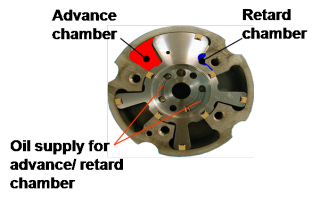 Advance
chamber
Retard
chamber
Oil supply for
advance/ retard
chamber